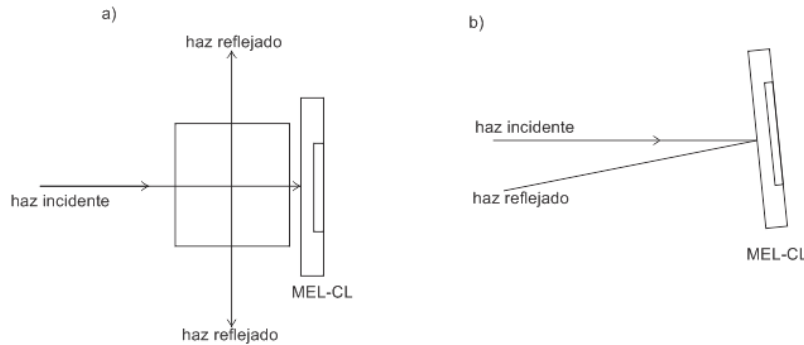 a)
haz reflejado
haz incidente
MEL-CL
haz reflejado
b)
haz incidente
haz reflejado
MEL-CL